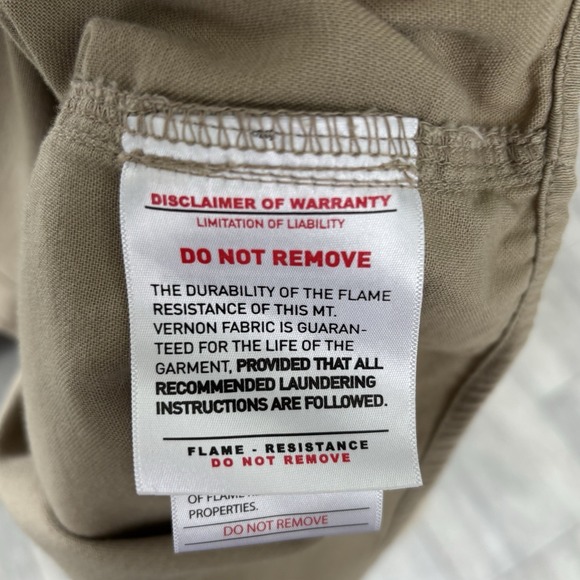 DISCLAIMER OF WARRANTY
LIMITATION OF LIABILITY
DO NOT REMOVE
THE DURABILITY OF THE FLAME
RESISTANCE OF THIS MT.
VERNON FABRIC IS GUARAN-
TEED FOR THE LIFE OF THE
GARMENT, PROVIDED THAT ALL
RECOMMENDED LAUNDERING
INSTRUCTIONS ARE FOLLOWED.
FLAME - RESISTANCE
DO NOT REMOVE
OF
PROPERTIES.
DO NOT REMOVE